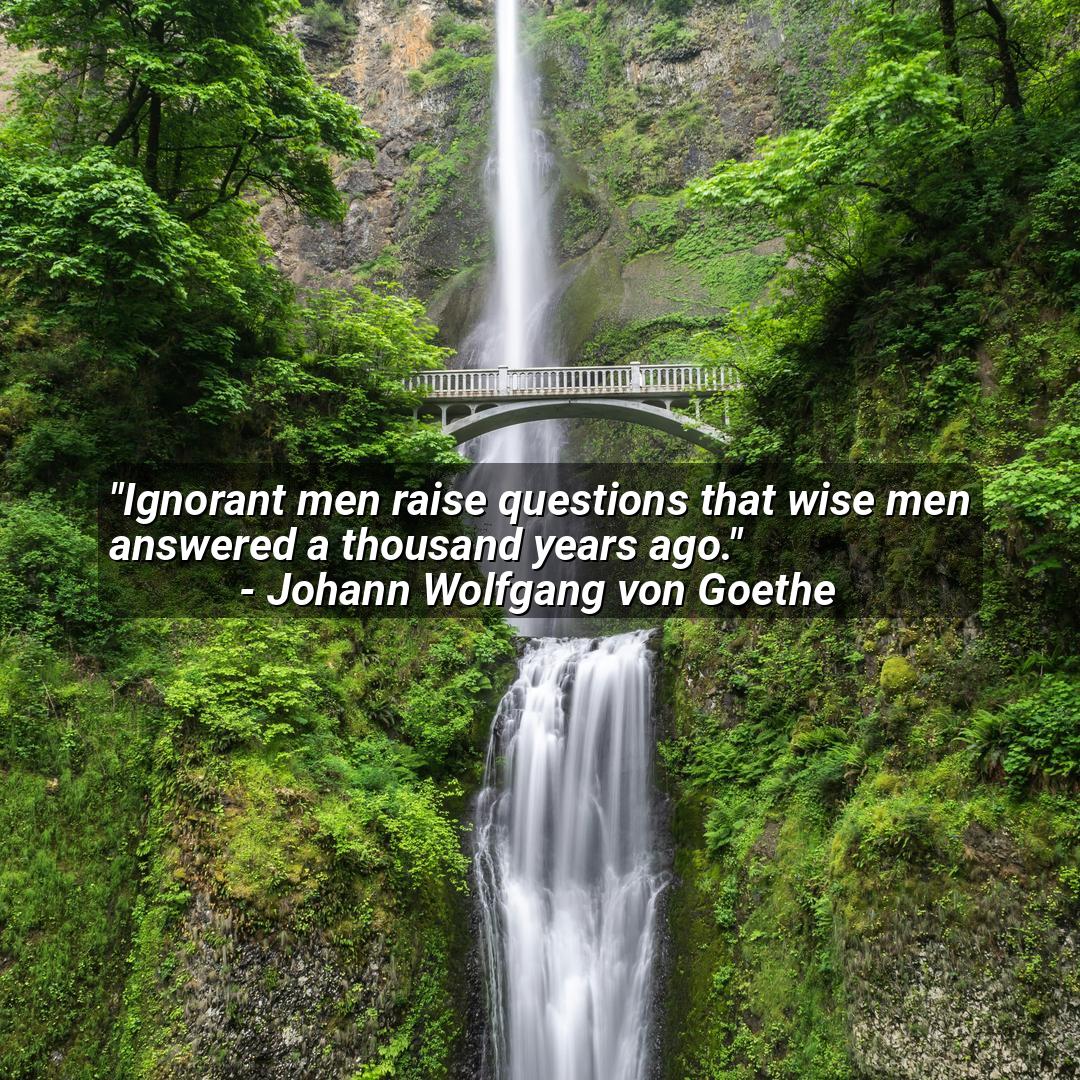 "Ignorant men raise questions that wise men
answered a thousand years ago."
- Johann Wolfgang von Goethe